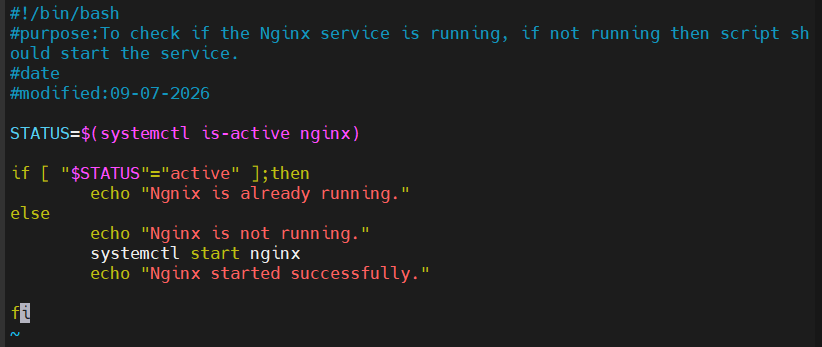 #!/bin/bash
#purpose:To check if the Nginx service is running, if not running then script sh
ould start the service.
#date
#modified:09-07-2026
STATUS=$(systemctl is-active nginx)
if [ "$STATUS"="active" ];then
echo "Ngnix is already running."
else
echo "Nginx is not running."
systemctl start nginx
echo "Nginx started successfully."
fi
~